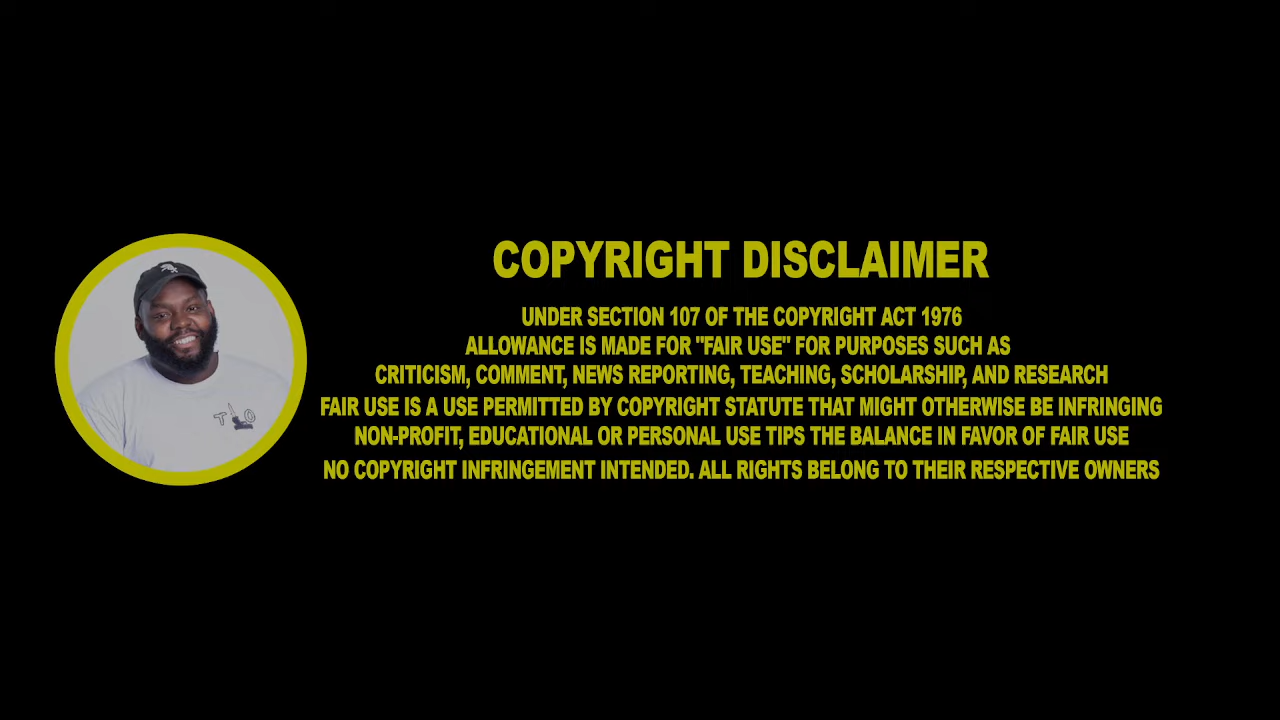 COPYRIGHT DISCLAIMER
UNDER SECTION 107 OF THE COPYRIGHT ACT 1976
ALLOWANCE IS MADE FOR "FAIR USE" FOR PURPOSES SUCH AS
CRITICISM, COMMENT, NEWS REPORTING, TEACHING, SCHOLARSHIP, AND RESEARCH
FAIR USE IS A USE PERMITTED BY COPYRIGHT STATUTE THAT MIGHT OTHERWISE BE INFRINGING
NON-PROFIT, EDUCATIONAL OR PERSONAL USE TIPS THE BALANCE IN FAVOR OF FAIR USE
NO COPYRIGHT INFRINGEMENT INTENDED. ALL RIGHTS BELONG TO THEIR RESPECTIVE OWNERS